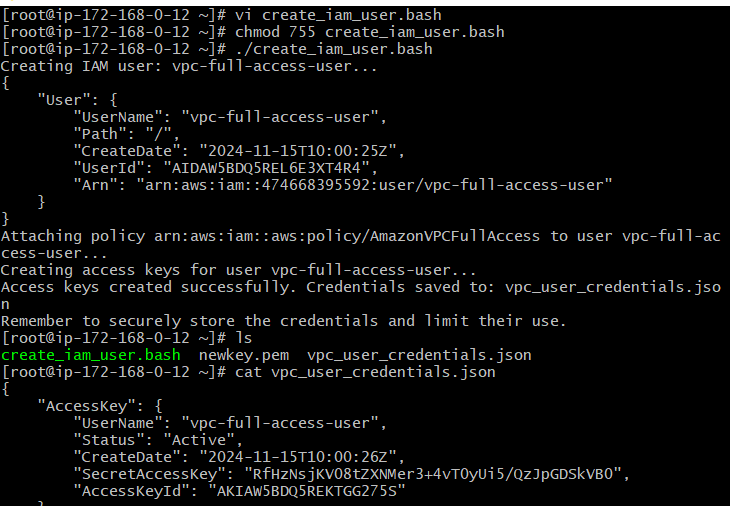 [root@ip-172-168-0-12 ~]# vi create_iam_user.bash
[root@ip-172-168-0-12 ~]# chmod 755 create_iam_user.bash
[root@ip-172-168-0-12 ~]# ./create_iam_user.bash
Creating IAM user: vpc-full-access-user...
{
    "User": {
        "UserName": "vpc-full-access-user",
        "Path": "/",
        "CreateDate": "2024-11-15T10:00:25Z",
        "UserId": "AIDAW5BDQ5REL6E3XT4R4",
        "Arn": "arn:aws:iam::474668395592:user/vpc-full-access-user"
    }
}
Attaching policy arn:aws:iam::aws:policy/AmazonVPCFullAccess to user vpc-full-ac
cess-user...
Creating access keys for user vpc-full-access-user...
Access keys created successfully. Credentials saved to: vpc_user_credentials.jso
n
Remember to securely store the credentials and limit their use.
[root@ip-172-168-0-12 ~]# ls
create_iam_user.bash  newkey.pem  vpc_user_credentials.json
[root@ip-172-168-0-12 ~]# cat vpc_user_credentials.json
{
    "AccessKey": {
        "UserName": "vpc-full-access-user",
        "Status": "Active",
        "CreateDate": "2024-11-15T10:00:26Z",
        "SecretAccessKey": "RfHzNsjKV08tZXNMer3+4vTOyUi5/QzJpGDSkVB0",
        "AccessKeyId": "AKIAW5BDQ5REKTGG275S"